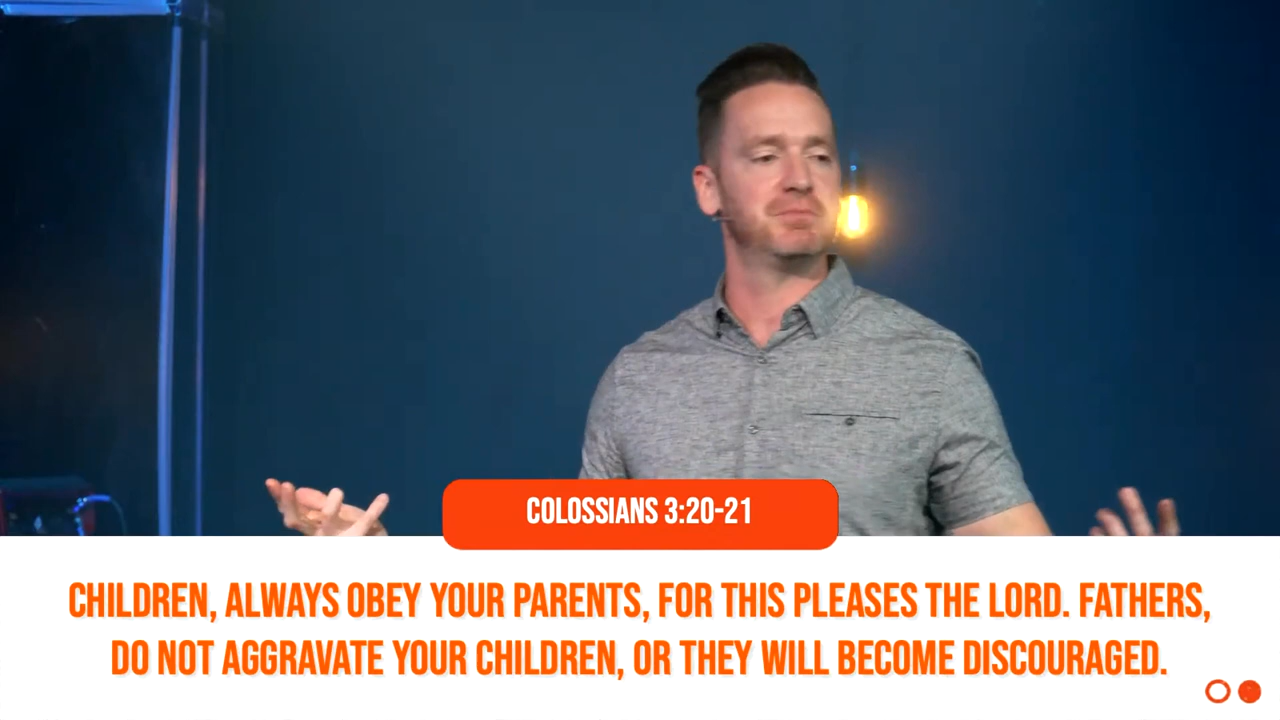 COLOSSIANS 3:20-21
CHILDREN, ALWAYS OBEY YOUR PARENTS, FOR THIS PLEASES THE LORD. FATHERS,
DO NOT AGGRAVATE YOUR CHILDREN, OR THEY WILL BECOME DISCOURAGED.